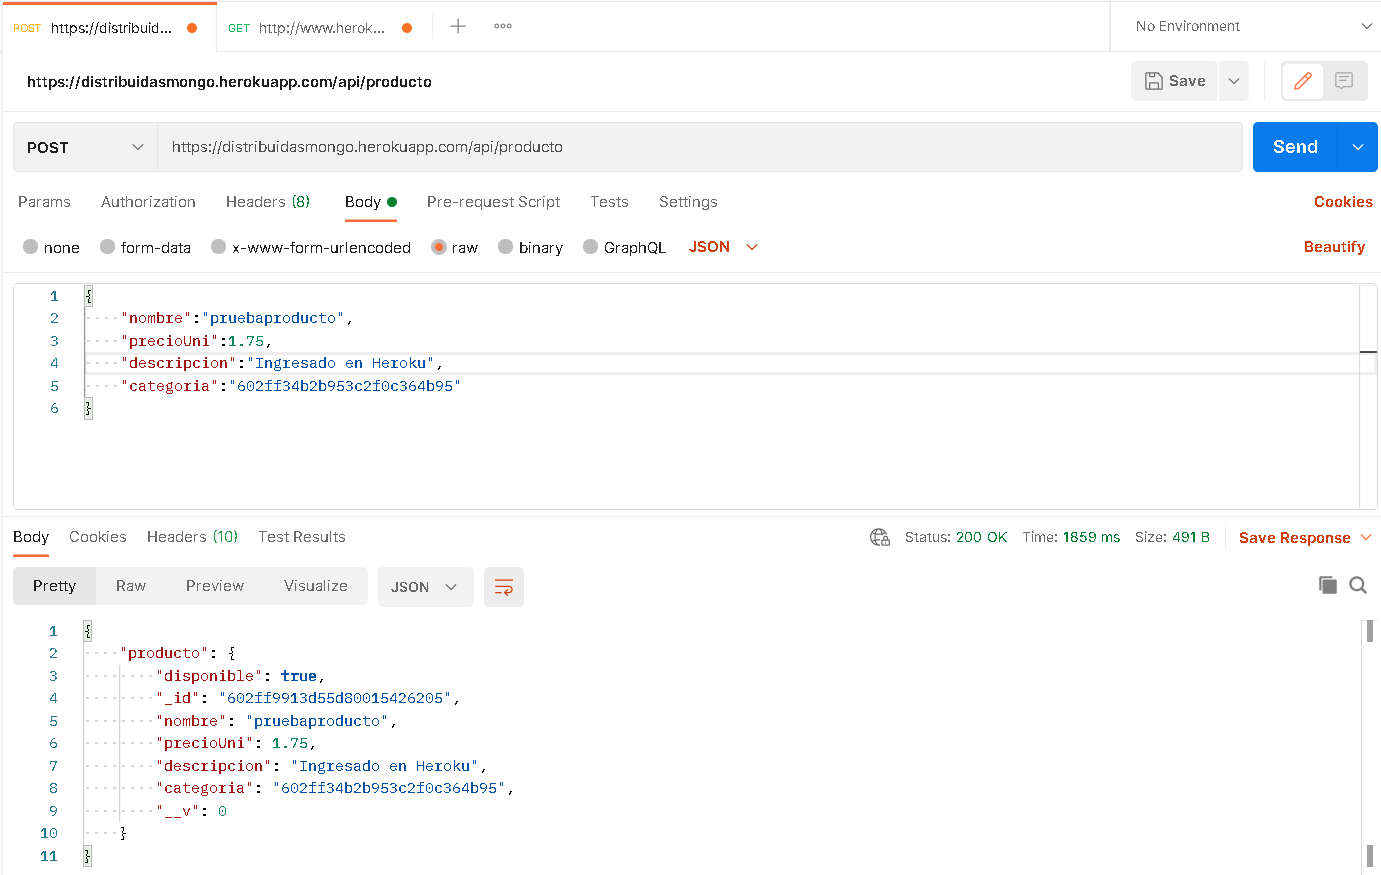 POST https://distribuid... GET http://www.herok... No Environment
https://distribuidasmongo.herokuapp.com/api/producto Save
POST https://distribuidasmongo.herokuapp.com/api/producto Send
Params Authorization Headers (8) Body Pre-request Script Tests Settings Cookies
none form-data x-www-form-urlencoded raw binary GraphQL JSON Beautify
1 {
2 "nombre":"pruebaproducto",
3 "precioUni":1.75,
4 "descripcion":"Ingresado en Heroku",
5 "categoria":"602ff34b2b953c2f0c364b95"
6 }
Body Cookies Headers (10) Test Results Status: 200 OK Time: 1859 ms Size: 491 B Save Response
Pretty Raw Preview Visualize JSON
1 {
2 "producto": {
3 "disponible": true,
4 "_id": "602ff9913d55d80015426205",
5 "nombre": "pruebaproducto",
6 "precioUni": 1.75,
7 "descripcion": "Ingresado en Heroku",
8 "categoria": "602ff34b2b953c2f0c364b95",
9 "__v": 0
10 }
11 }